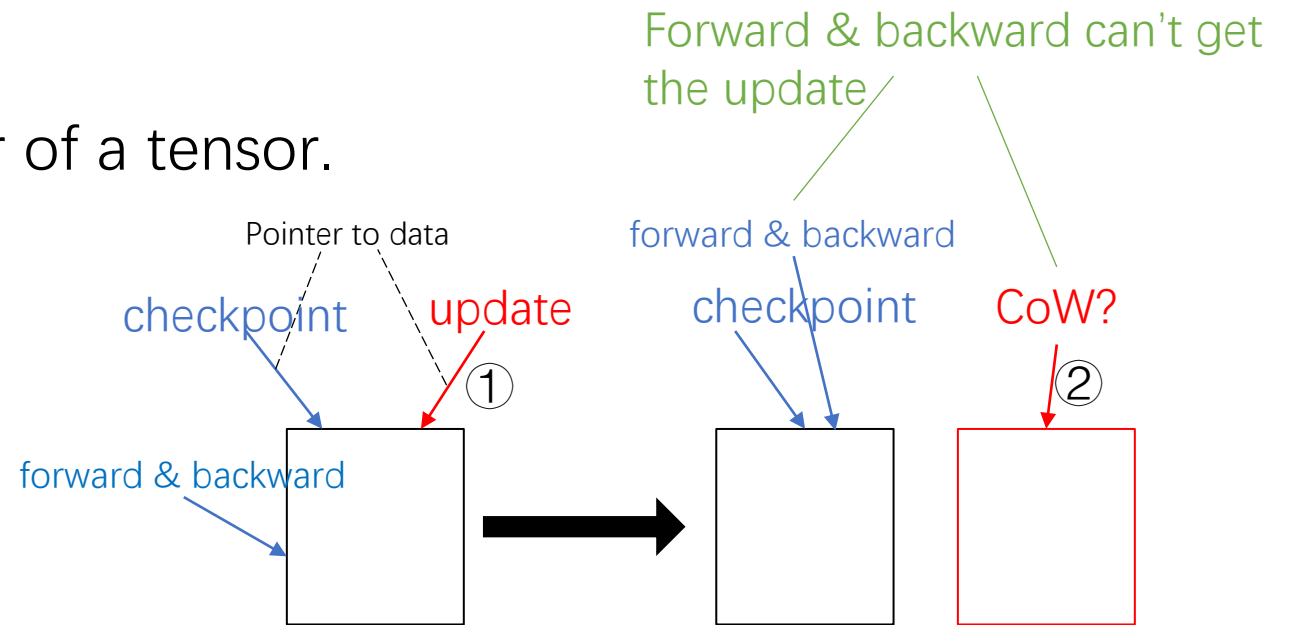 Forward & backward can't get
the update
r of a tensor.
Pointer to data
forward & backward
checkpoint
update
checkpoint
CoW?
①
②
forward & backward